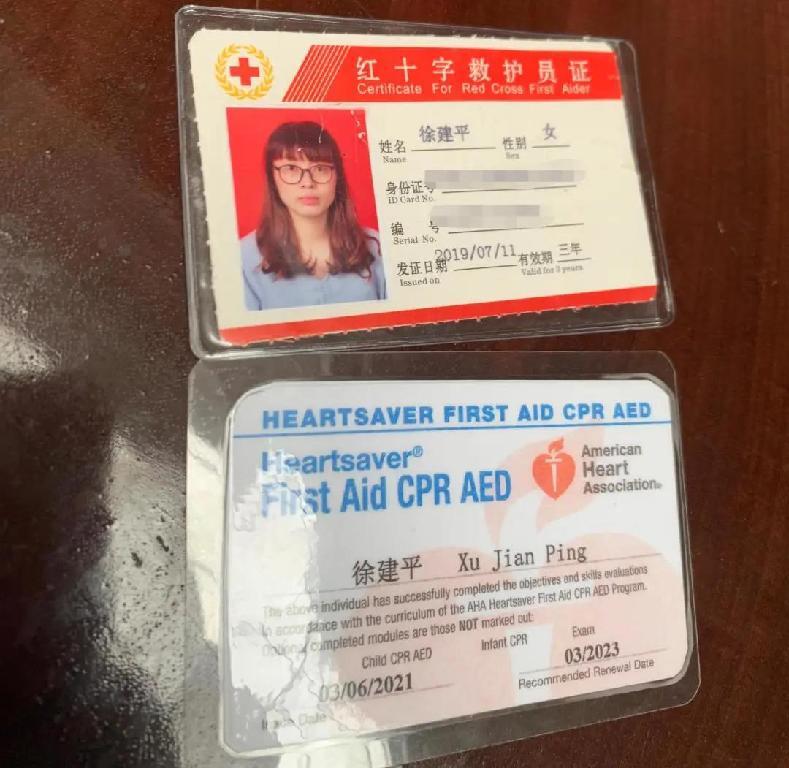 红十字救护员证
Certificate For Red Cross First Aider
姓名 徐建平 性别 女
Name Sex
身份证号
ID Card No.
编 号
Serial No.
发证日期 2019/07/11 有效期 三年
Issued on Valid for 3 years
HEARTSAVER FIRST AID CPR AED
Heartsaver®
First Aid CPR AED
American
Heart
Association®
徐建平 Xu Jian Ping
The above individual has successfully completed the objectives and skills evaluations
in accordance with the curriculum of the AHA Heartsaver First Aid CPR AED Program.
Optional completed modules are those NOT marked out:
Child CPR AED Infant CPR Exam
03/06/2021 03/2023
Issue Date Recommended Renewal Date